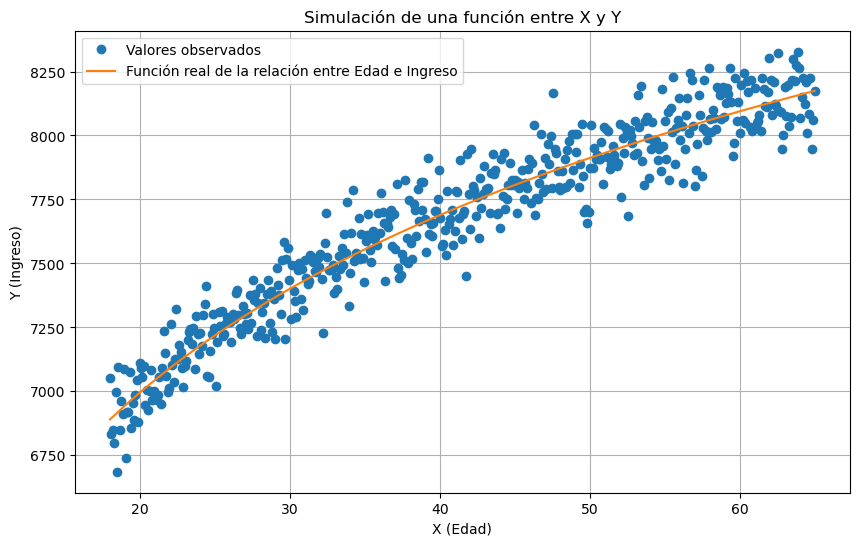 Simulación de una función entre X y Y
Valores observados
Función real de la relación entre Edad e Ingreso
Y (Ingreso)
8250
8000
7750
7500
7250
7000
6750
20 30 40 50 60
X (Edad)